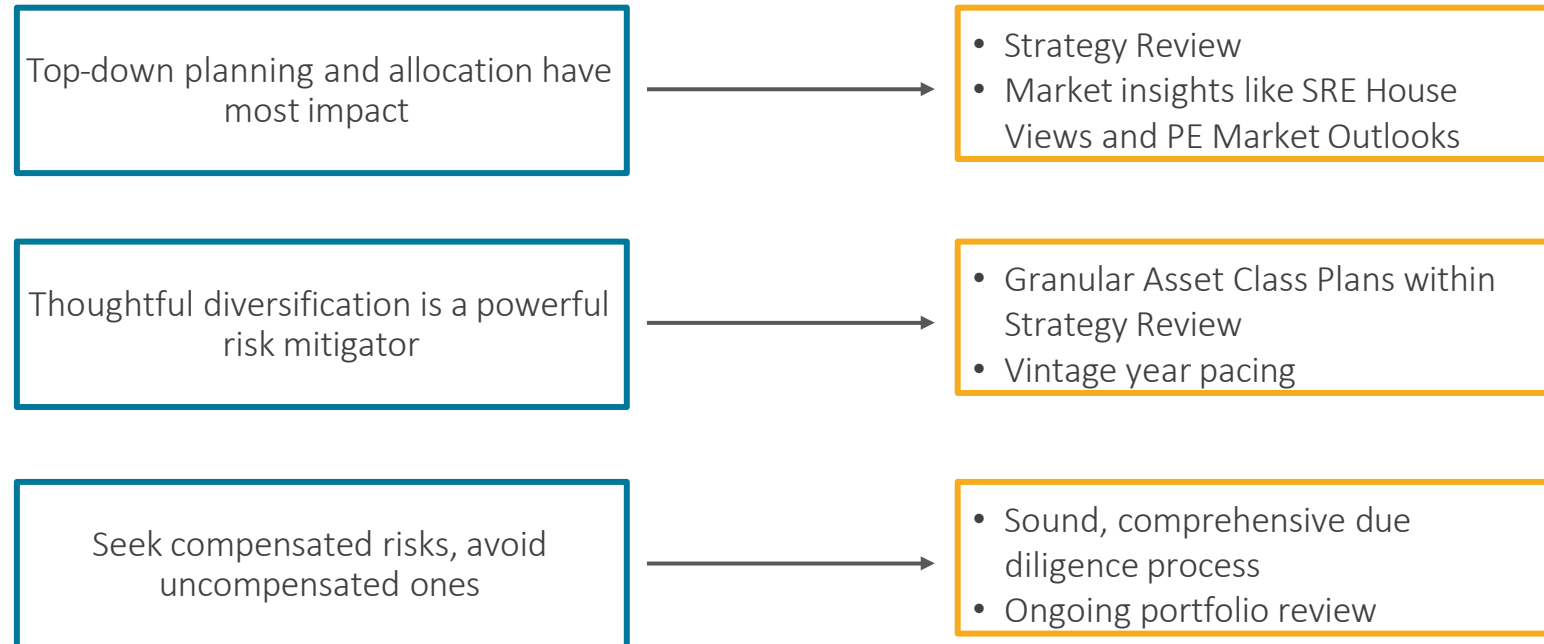 Top-down planning and allocation have
most impact
• Strategy Review
• Market insights like SRE House
Views and PE Market Outlooks
Thoughtful diversification is a powerful
risk mitigator
• Granular Asset Class Plans within
Strategy Review
• Vintage year pacing
Seek compensated risks, avoid
uncompensated ones
• Sound, comprehensive due
diligence process
• Ongoing portfolio review